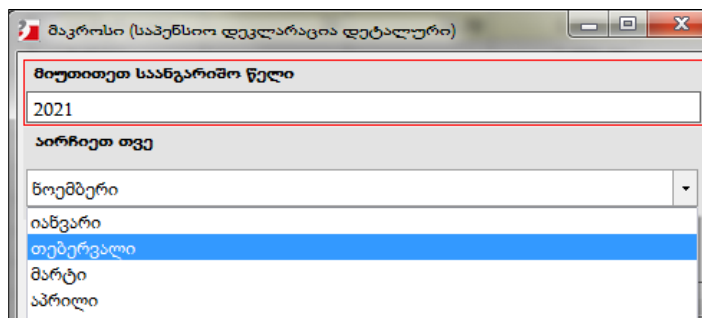 მაკროსი (საპენსიო დეკლარაცია დეტალური)
მიუთითეთ საანგარიშო წელი
2021
აირჩიეთ თვე
ნოემბერი
იანვარი
თებერვალი
მარტი
აპრილი